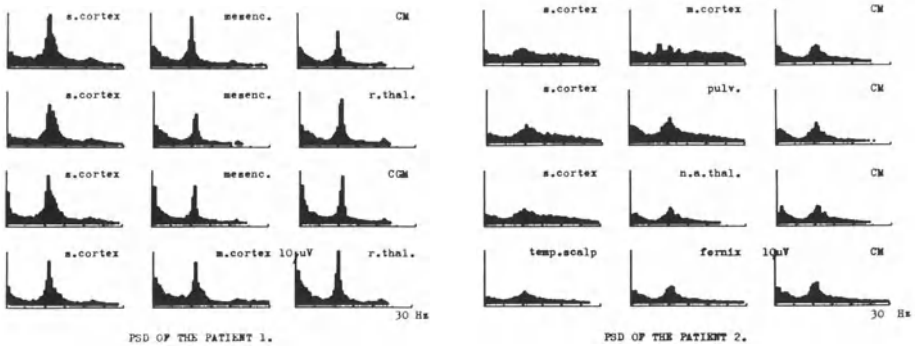 s.cortex mesenc. CM
s.cortex mesenc. r.thal.
s.cortex mesenc. CGM
s.cortex m.cortex 10µV r.thal.
30 Hz
PSD OF THE PATIENT 1.
s.cortex m.cortex CM
s.cortex pulv. CM
s.cortex n.a.thal. CM
temp.scalp fornix 10µV CM
30 Hz
PSD OF THE PATIENT 2.